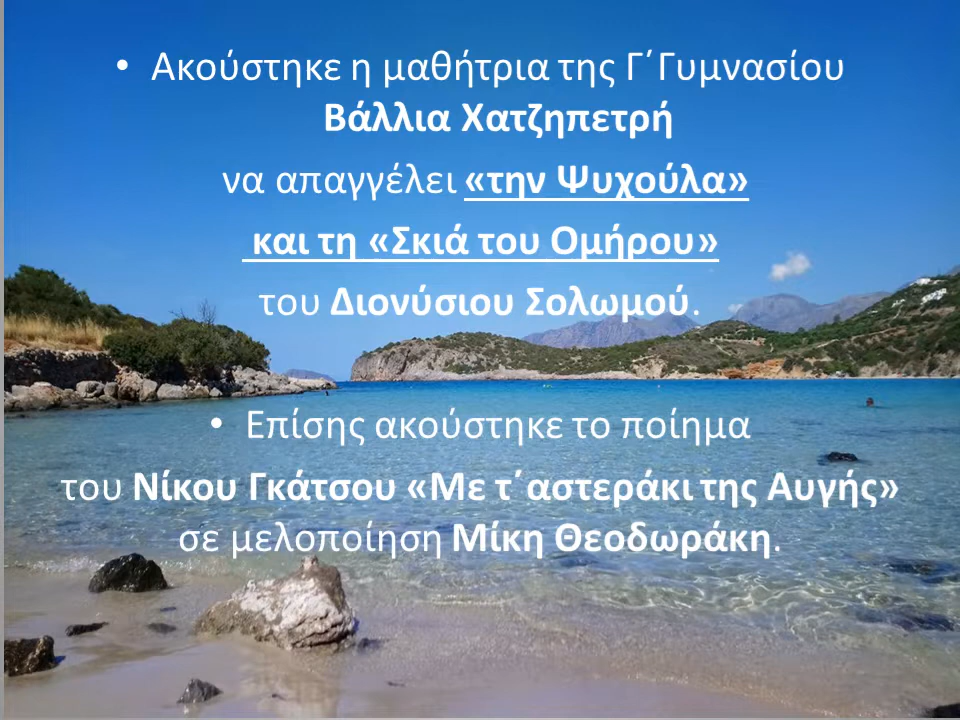 • Ακούστηκε η μαθήτρια της Γ΄Γυμνασίου
Βάλλια Χατζηπετρή
να απαγγέλει «την Ψυχούλα»
και τη «Σκιά του Ομήρου»
του Διονύσιου Σολωμού.
• Επίσης ακούστηκε το ποίημα
του Νίκου Γκάτσου «Με τ΄αστεράκι της Αυγής»
σε μελοποίηση Μίκη Θεοδωράκη.